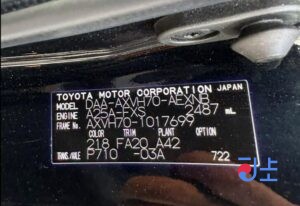 TOYOTA MOTOR CORPORATION JAPAN
MODEL DAA-AXVH70-AEXNB
ENGINE A25A-FXS 2487 mL
FRAME No. AXVH70-1017699
COLOR TRIM PLANT OPTION
218 FA20 A42
TRANS./AXLE P710 -03A 722